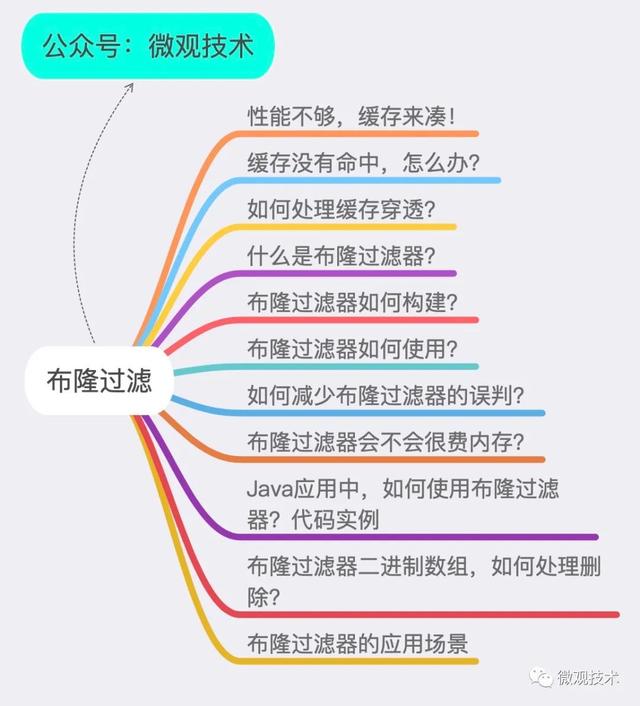 公众号：微观技术
性能不够，缓存来凑！
缓存没有命中，怎么办？
如何处理缓存穿透？
什么是布隆过滤器？
布隆过滤器如何构建？
布隆过滤器如何使用？
布隆过滤
如何减少布隆过滤器的误判？
布隆过滤器会不会很费内存？
Java应用中，如何使用布隆过滤
器？代码实例
布隆过滤器二进制数组，如何处理删
除？
布隆过滤器的应用场景
微观技术